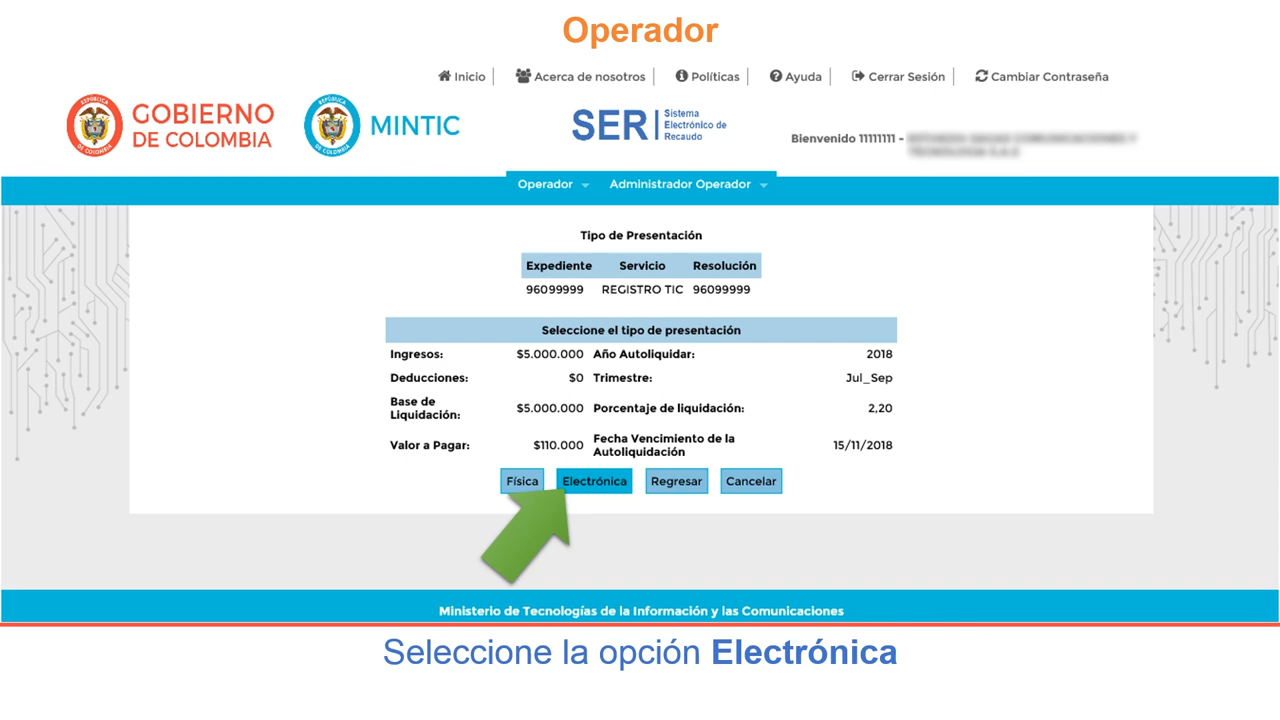 Operador
Inicio
Acerca de nosotros
Políticas
Ayuda
Cerrar Sesión
Cambiar Contraseña
GOBIERNO
DE COLOMBIA
MINTIC
SER
Sistema
Electrónico de
Recaudo
Bienvenido 11111111 -
Operador
Administrador Operador
Tipo de Presentación
Expediente Servicio Resolución
96099999 REGISTRO TIC 96099999
Seleccione el tipo de presentación
Ingresos: $5.000.000 Año Autoliquidar: 2018
Deducciones: $0 Trimestre: Jul_Sep
Base de
Liquidación: $5.000.000 Porcentaje de liquidación: 2,20
Valor a Pagar: $110.000 Fecha Vencimiento de la
Autoliquidación 15/11/2018
Física Electrónica Regresar Cancelar
Ministerio de Tecnologías de la Información y las Comunicaciones
Seleccione la opción Electrónica